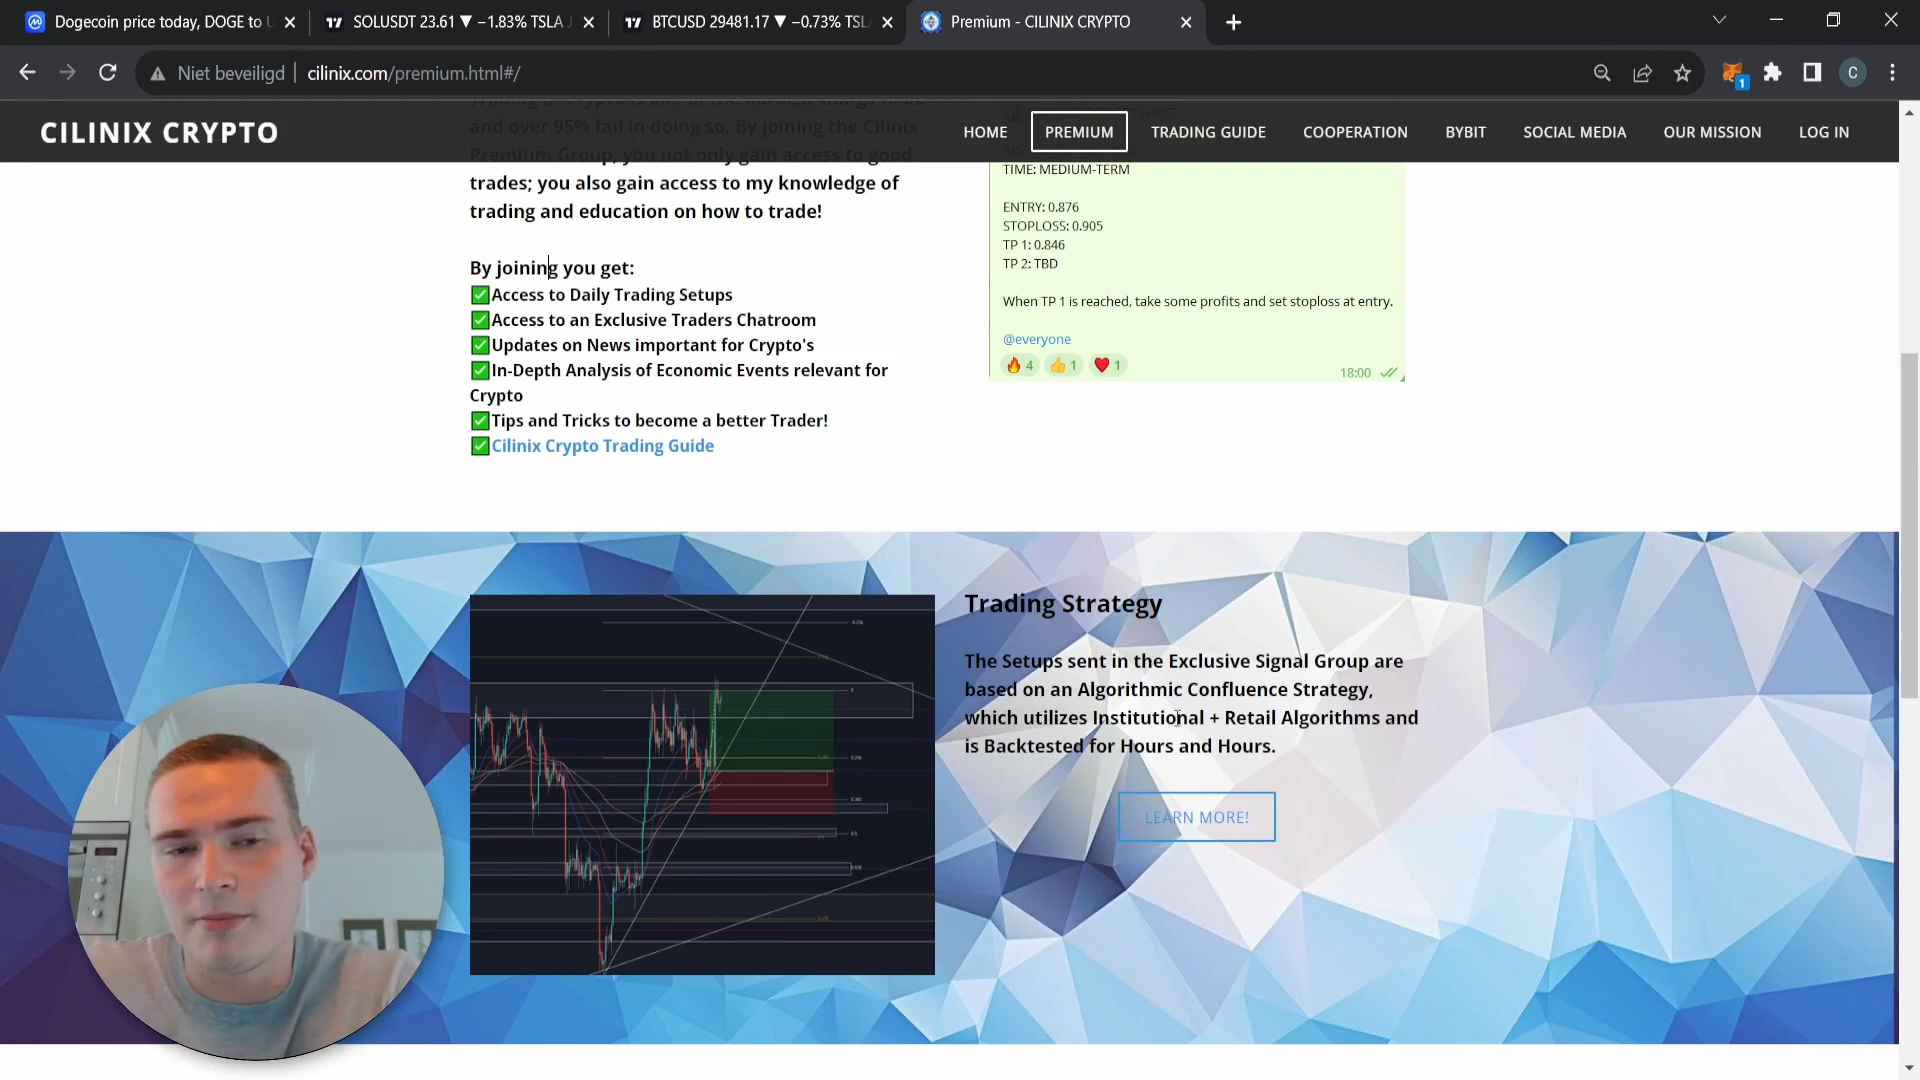 Dogecoin price today, DOGE to
SOLUSDT 23.61 ▼ −1.83% TSLA
BTCUSD 29481.17 ▼ −0.73% TSL
Premium - CILINIX CRYPTO
Niet beveiligd
cilinix.com/premium.html#/
1
C
CILINIX CRYPTO
HOME
PREMIUM
TRADING GUIDE
COOPERATION
BYBIT
SOCIAL MEDIA
OUR MISSION
LOG IN
and over 95% fail in doing so. By joining the Cilinix
Premium Group, you not only gain access to good
trades; you also gain access to my knowledge of
trading and education on how to trade!
By joining you get:
✅Access to Daily Trading Setups
✅Access to an Exclusive Traders Chatroom
✅Updates on News important for Crypto's
✅In-Depth Analysis of Economic Events relevant for
Crypto
✅Tips and Tricks to become a better Trader!
✅Cilinix Crypto Trading Guide
TIME: MEDIUM-TERM
ENTRY: 0.876
STOPLOSS: 0.905
TP 1: 0.846
TP 2: TBD
When TP 1 is reached, take some profits and set stoploss at entry.
@everyone
🔥 4 👍 1 ❤️ 1
18:00
Trading Strategy
The Setups sent in the Exclusive Signal Group are
based on an Algorithmic Confluence Strategy,
which utilizes Institutional + Retail Algorithms and
is Backtested for Hours and Hours.
LEARN MORE!